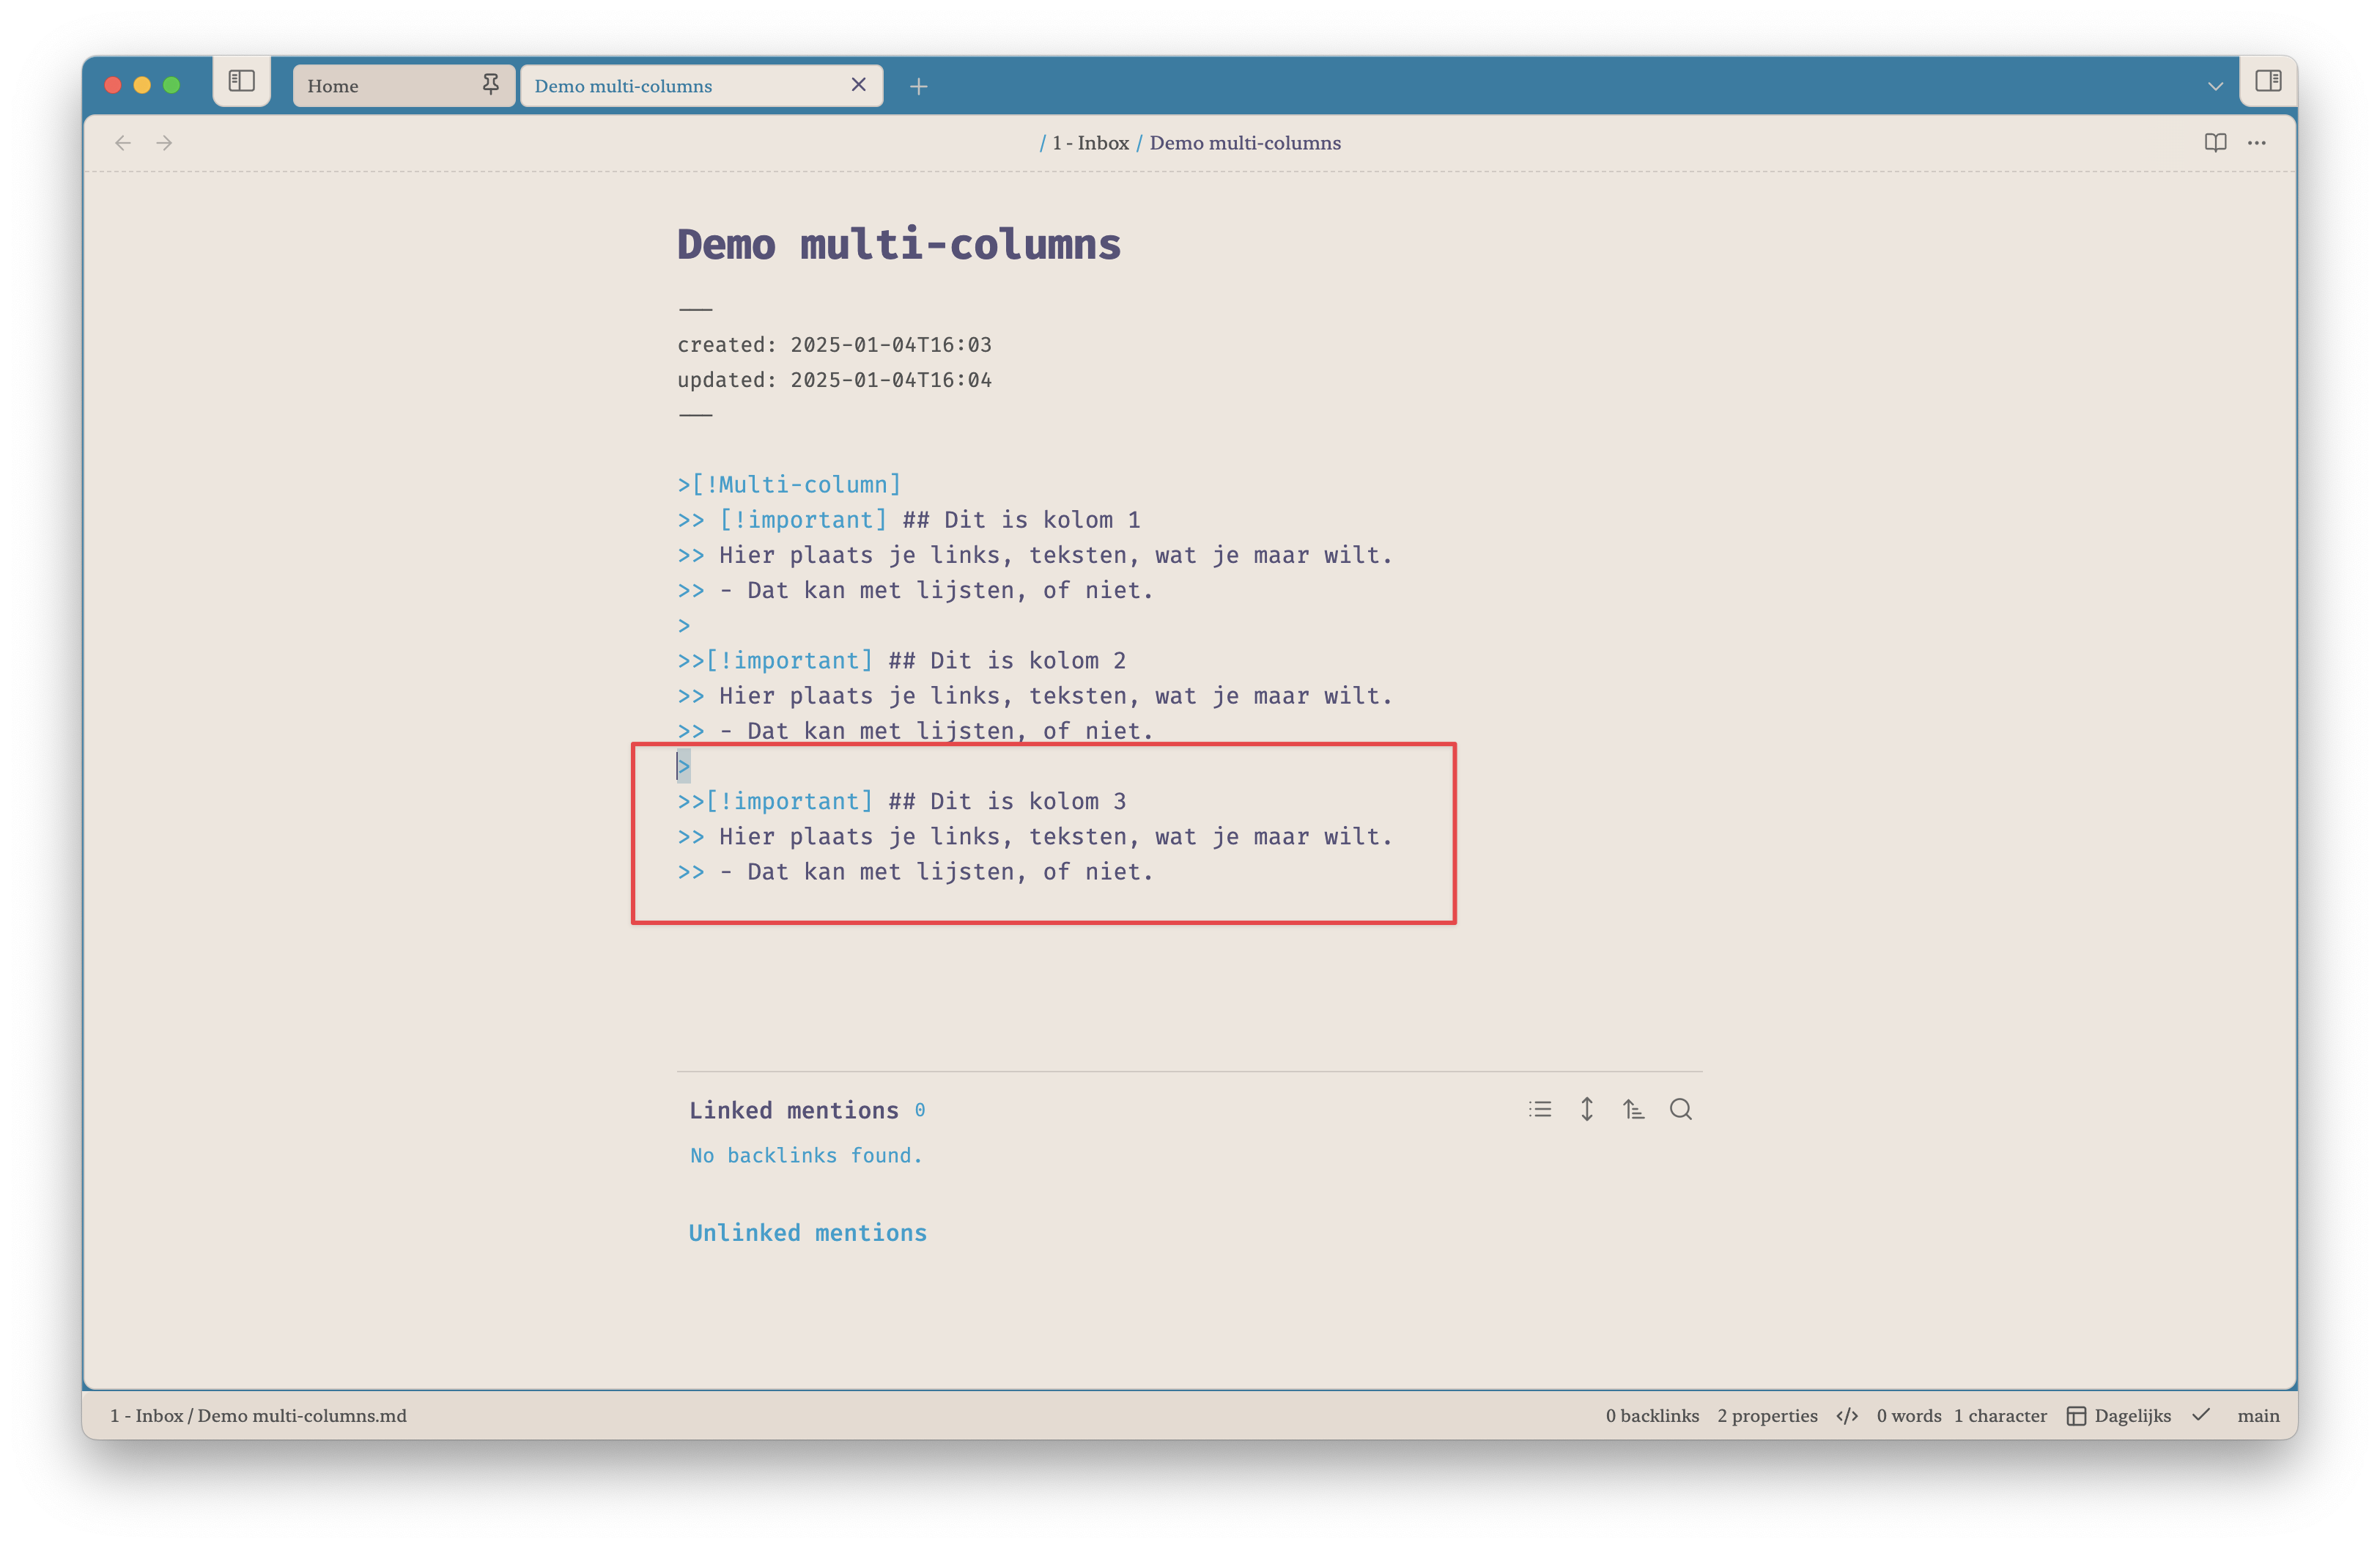 Home
Demo multi-columns
/ 1 - Inbox / Demo multi-columns
Demo multi-columns
---
created: 2025-01-04T16:03
updated: 2025-01-04T16:04
---
>[!Multi-column]
>> [!important] ## Dit is kolom 1
>> Hier plaats je links, teksten, wat je maar wilt.
>> - Dat kan met lijsten, of niet.
>
>>[!important] ## Dit is kolom 2
>> Hier plaats je links, teksten, wat je maar wilt.
>> - Dat kan met lijsten, of niet.
>
>>[!important] ## Dit is kolom 3
>> Hier plaats je links, teksten, wat je maar wilt.
>> - Dat kan met lijsten, of niet.
Linked mentions 0
No backlinks found.
Unlinked mentions
1 - Inbox / Demo multi-columns.md
0 backlinks 2 properties </> 0 words 1 character Dagelijks main